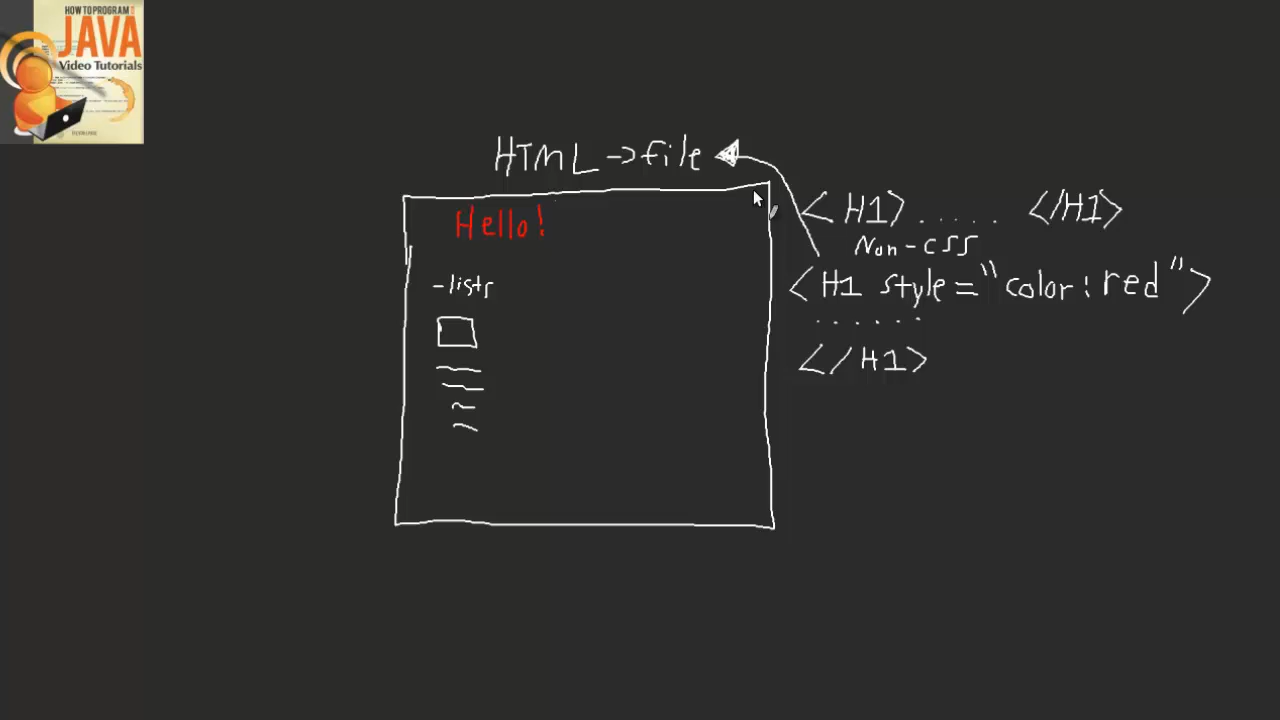 HOW TO PROGRAM
JAVA
Video Tutorials
HTML -> file
Hello!
<H1> ..... </H1>
Non-css
-lists
<H1 style="color:red">
......
</H1>